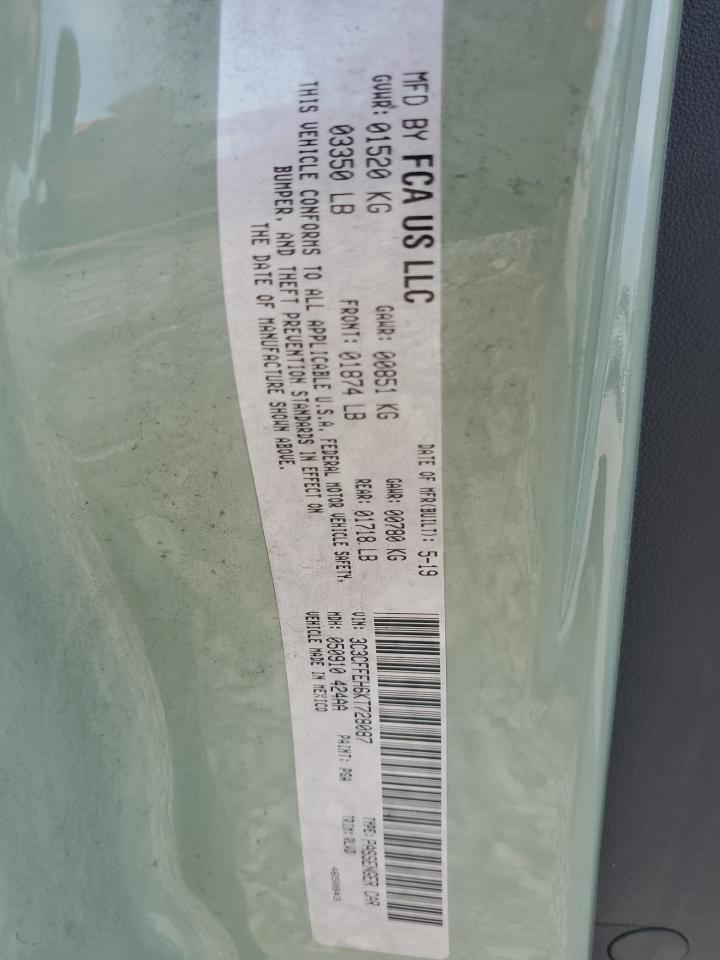 MFD BY FCA US LLC
DATE OF MFR(BUILT): 5-19
GVWR: 01520 KG
GAWR: 00851 KG
GAWR: 00780 KG
03350 LB
FRONT: 01874 LB
REAR: 01718 LB
THIS VEHICLE CONFORMS TO ALL APPLICABLE U.S.A. FEDERAL MOTOR VEHICLE SAFETY,
BUMPER, AND THEFT PREVENTION STANDARDS IN EFFECT ON
THE DATE OF MANUFACTURE SHOWN ABOVE.
VIN: 3C3CFFEH6KT728087
TYPE: PASSENGER CAR
MDH: 050910 424AA
PAINT: PGA
TRIM:
VEHICLE MADE IN MEXICO